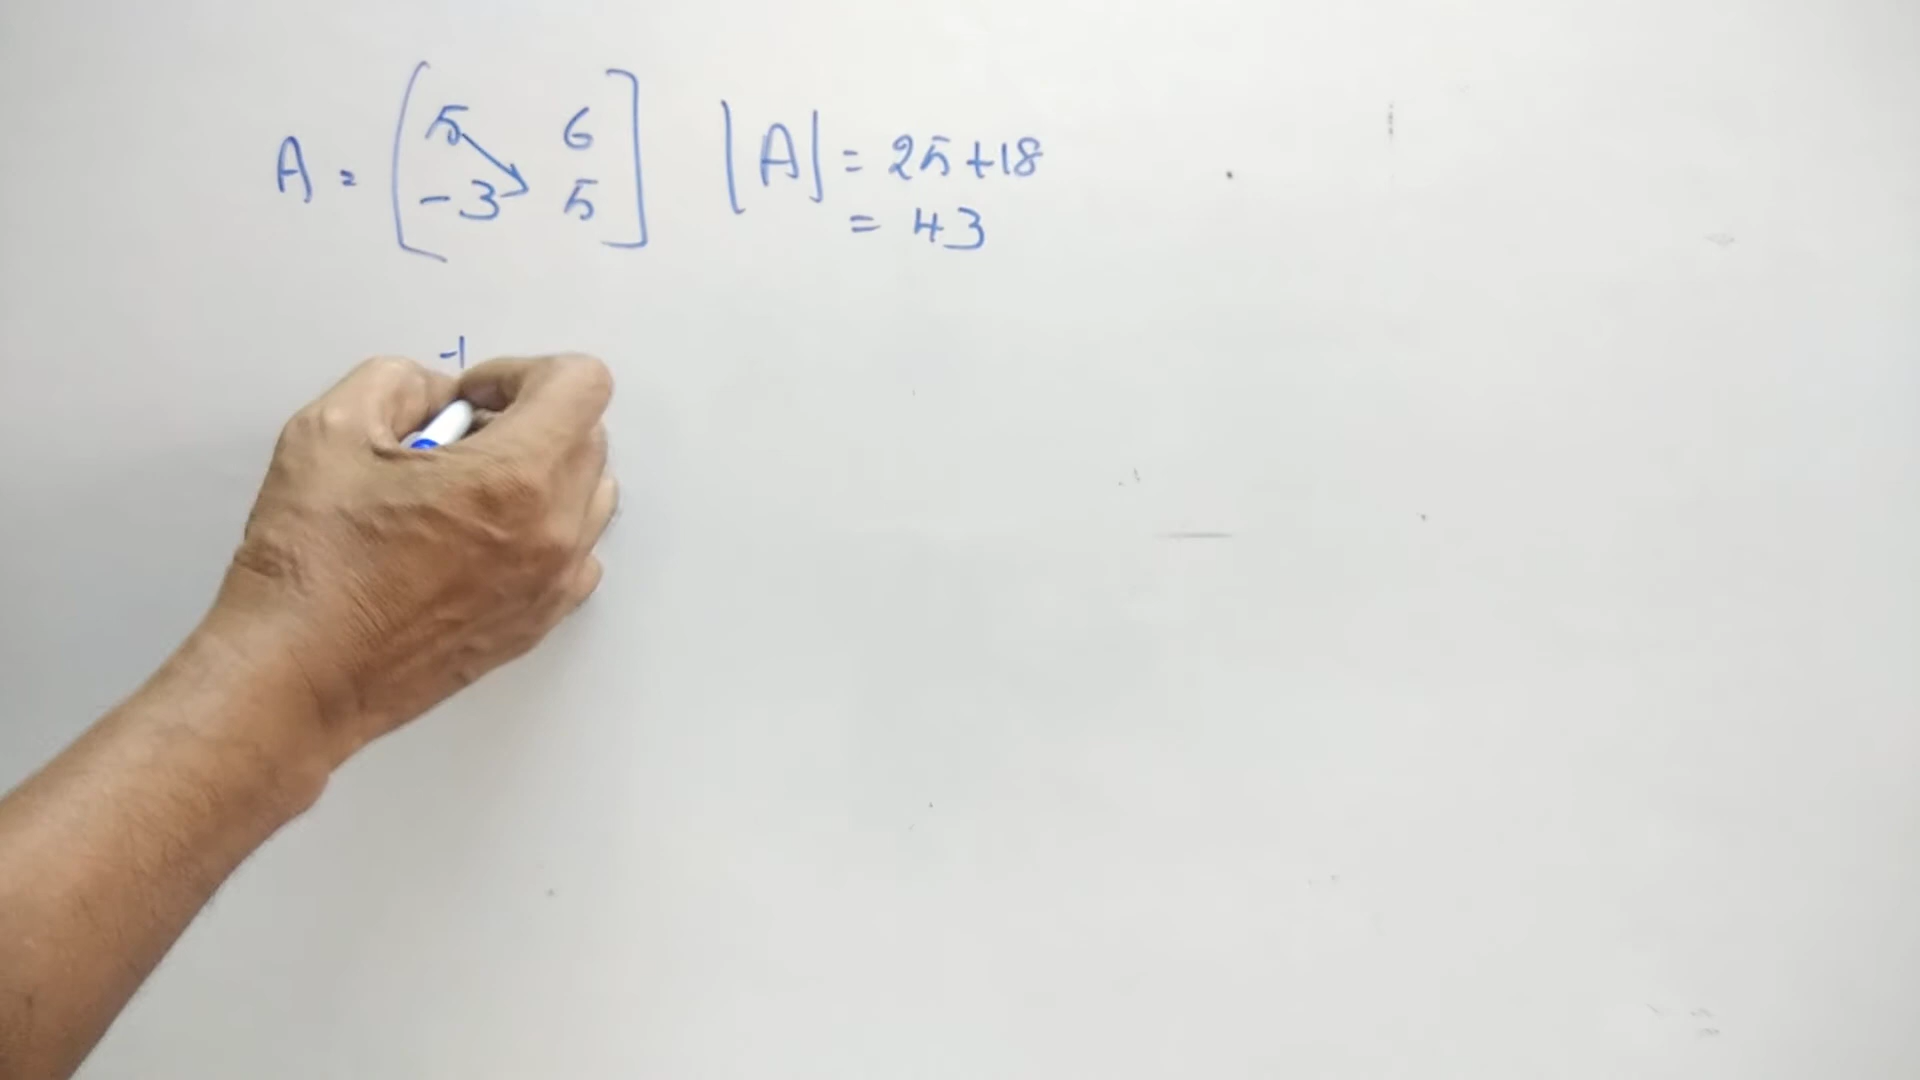 A = [5 6
-3 5] |A| = 25+18
= 43
-1